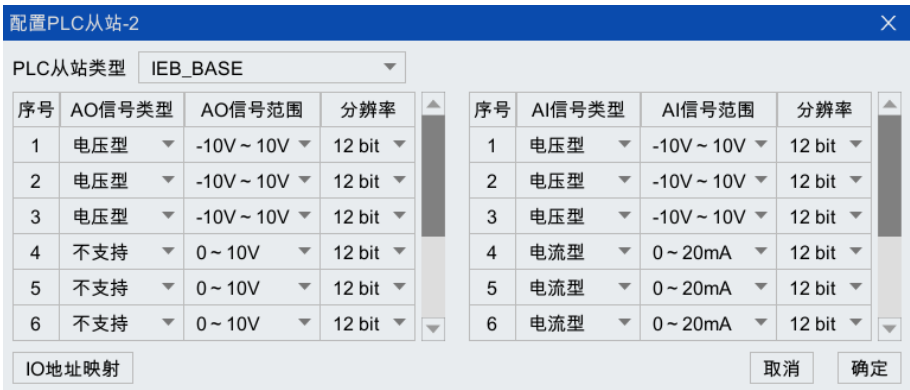 配置PLC从站-2
PLC从站类型 IEB_BASE
序号 AO信号类型 AO信号范围 分辨率 序号 AI信号类型 AI信号范围 分辨率
1 电压型 -10V ~ 10V 12 bit 1 电压型 -10V ~ 10V 12 bit
2 电压型 -10V ~ 10V 12 bit 2 电压型 -10V ~ 10V 12 bit
3 电压型 -10V ~ 10V 12 bit 3 电压型 -10V ~ 10V 12 bit
4 不支持 0 ~ 10V 12 bit 4 电流型 0 ~ 20mA 12 bit
5 不支持 0 ~ 10V 12 bit 5 电流型 0 ~ 20mA 12 bit
6 不支持 0 ~ 10V 12 bit 6 电流型 0 ~ 20mA 12 bit
IO地址映射 取消 确定